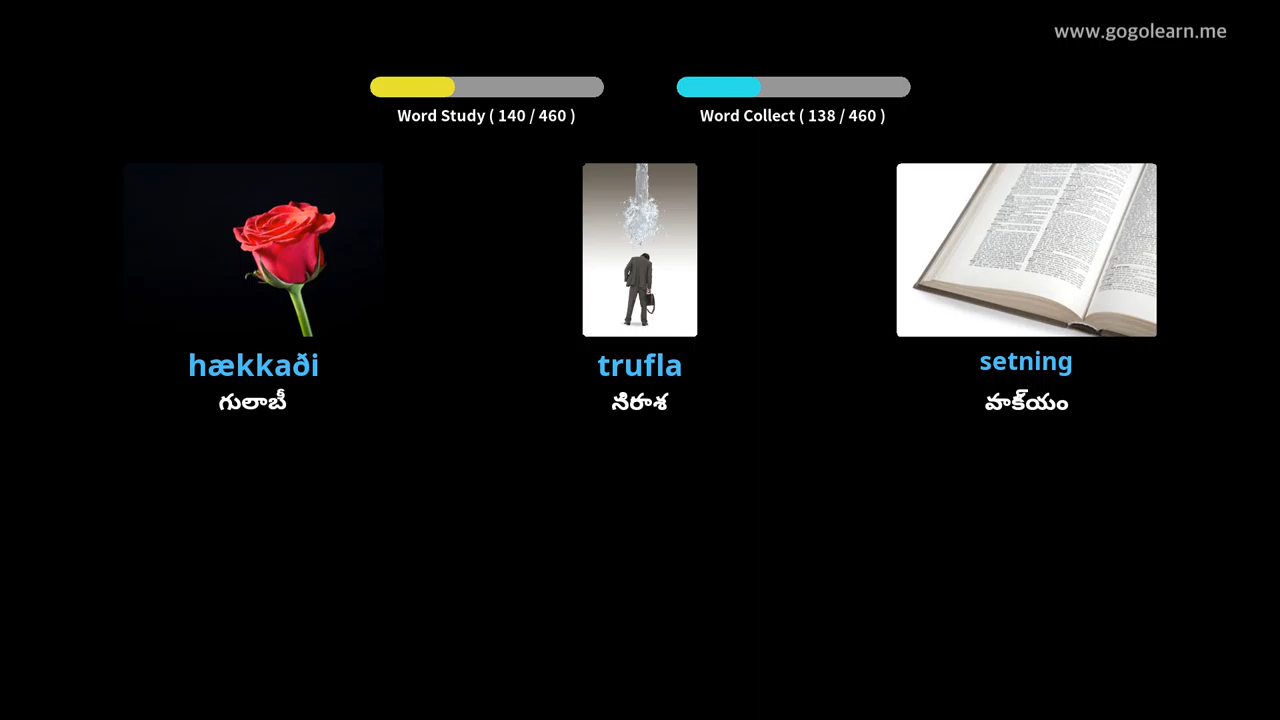 www.gogolearn.me
Word Study ( 140 / 460 )
Word Collect ( 138 / 460 )
hækkaði
గులాబీ
trufla
నిరాశ
setning
వాక్యం